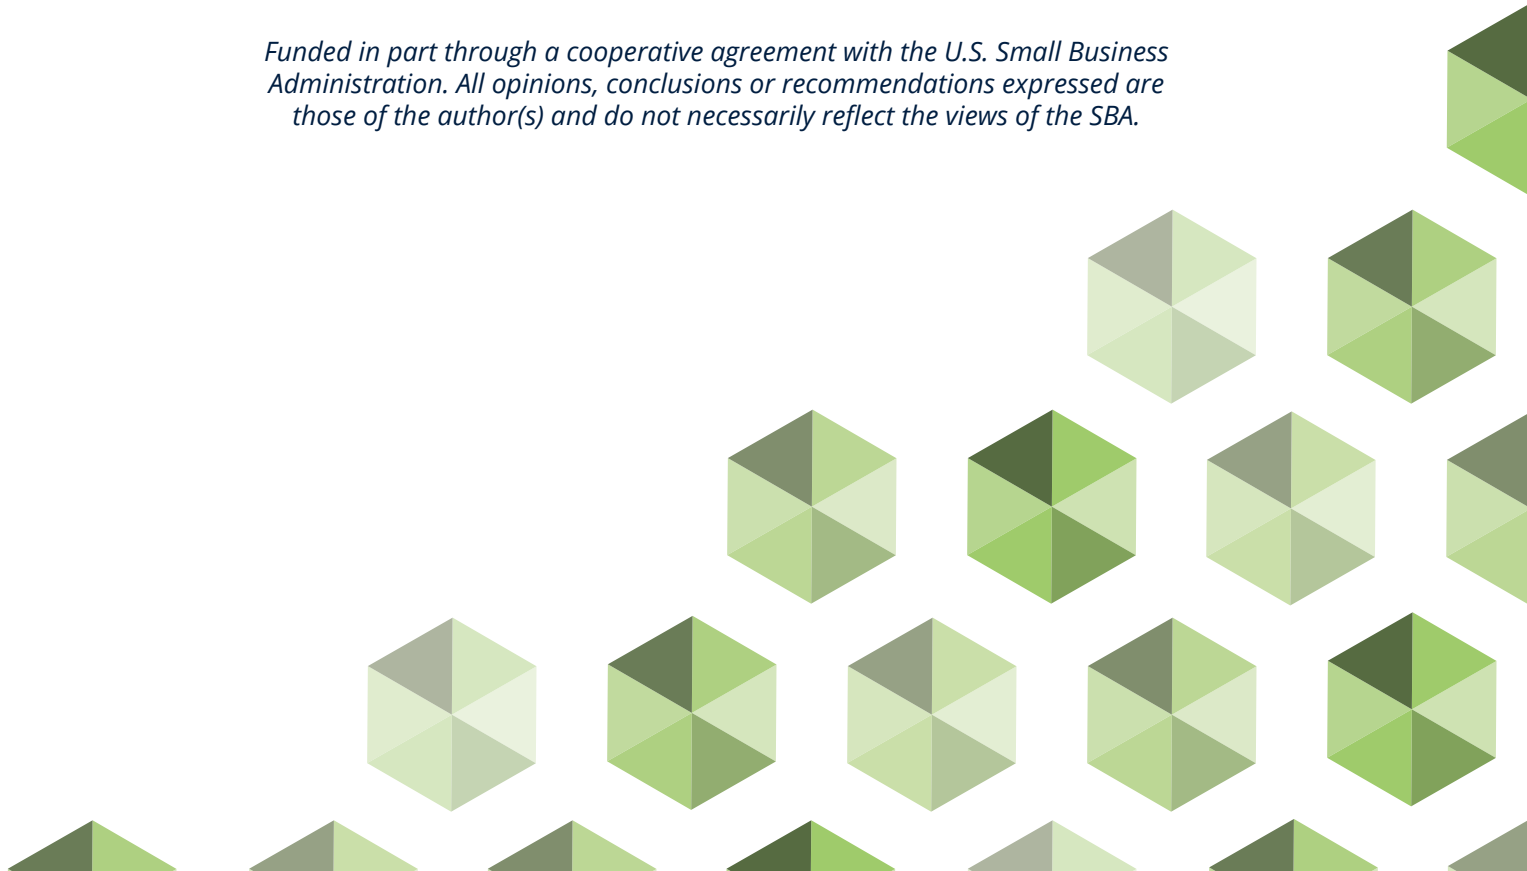 Funded in part through a cooperative agreement with the U.S. Small Business
Administration. All opinions, conclusions or recommendations expressed are
those of the author(s) and do not necessarily reflect the views of the SBA.